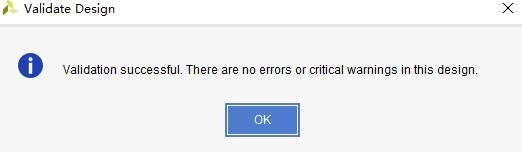 Validate Design
Validation successful. There are no errors or critical warnings in this design.
OK